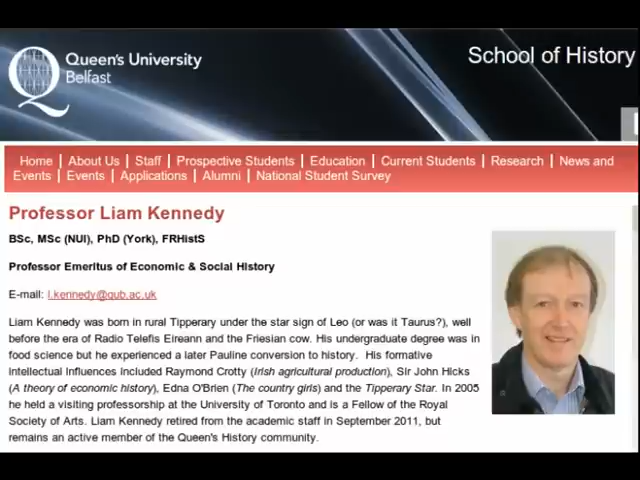 Queen's University
Belfast
School of History
Home | About Us | Staff | Prospective Students | Education | Current Students | Research | News and
Events | Events | Applications | Alumni | National Student Survey
Professor Liam Kennedy
BSc, MSc (NUI), PhD (York), FRHistS
Professor Emeritus of Economic & Social History
E-mail: l.kennedy@qub.ac.uk
Liam Kennedy was born in rural Tipperary under the star sign of Leo (or was it Taurus?), well
before the era of Radio Telefis Eireann and the Friesian cow. His undergraduate degree was in
food science but he experienced a later Pauline conversion to history. His formative
intellectual Influences included Raymond Crotty (Irish agricultural production), Sir John Hicks
(A theory of economic history), Edna O'Brien (The country girls) and the Tipperary Star. In 2005
he held a visiting professorship at the University of Toronto and is a Fellow of the Royal
Society of Arts. Liam Kennedy retired from the academic staff in September 2011, but
remains an active member of the Queen's History community.